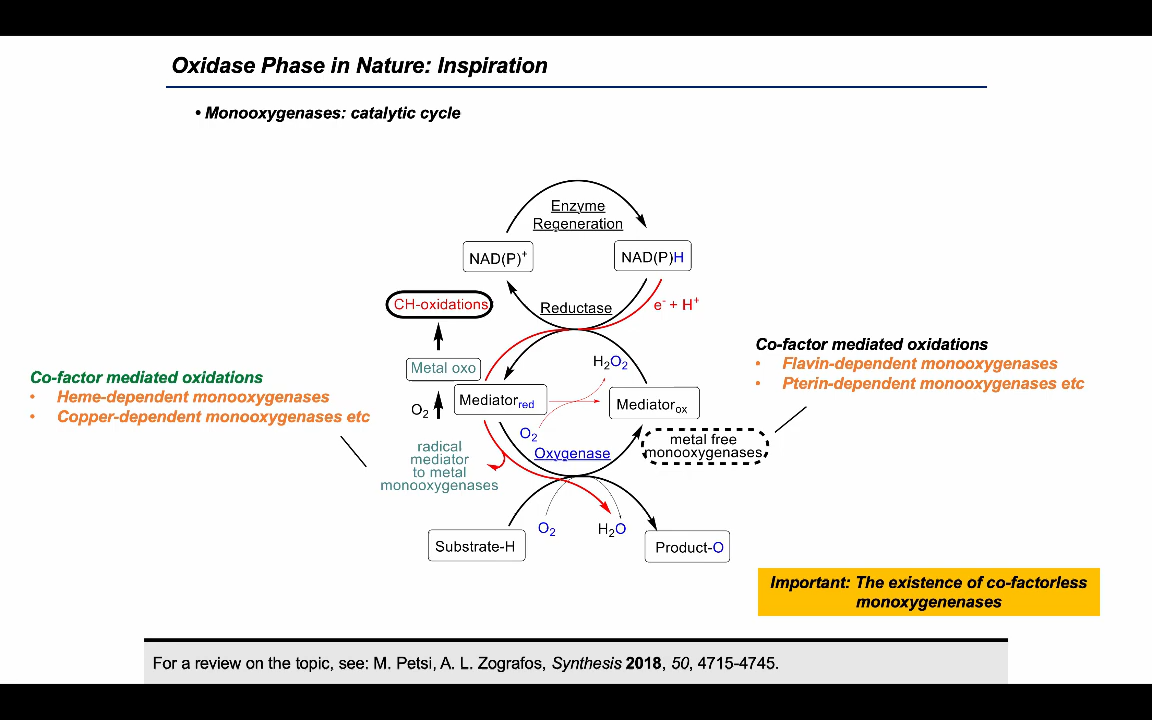 Oxidase Phase in Nature: Inspiration
• Monooxygenases: catalytic cycle
Enzyme
Regeneration
NAD(P)⁺
NAD(P)H
Reductase
e⁻ + H⁺
CH-oxidations
Metal oxo
O₂
Mediator_red
H₂O₂
Mediator_ox
O₂
Oxygenase
radical
mediator
to metal
monooxygenases
metal free
monooxygenases
O₂
H₂O
Substrate-H
Product-O
Co-factor mediated oxidations
• Heme-dependent monooxygenases
• Copper-dependent monooxygenases etc
Co-factor mediated oxidations
• Flavin-dependent monooxygenases
• Pterin-dependent monooxygenases etc
Important: The existence of co-factorless
monoxygenenases
For a review on the topic, see: M. Petsi, A. L. Zografos, Synthesis 2018, 50, 4715-4745.